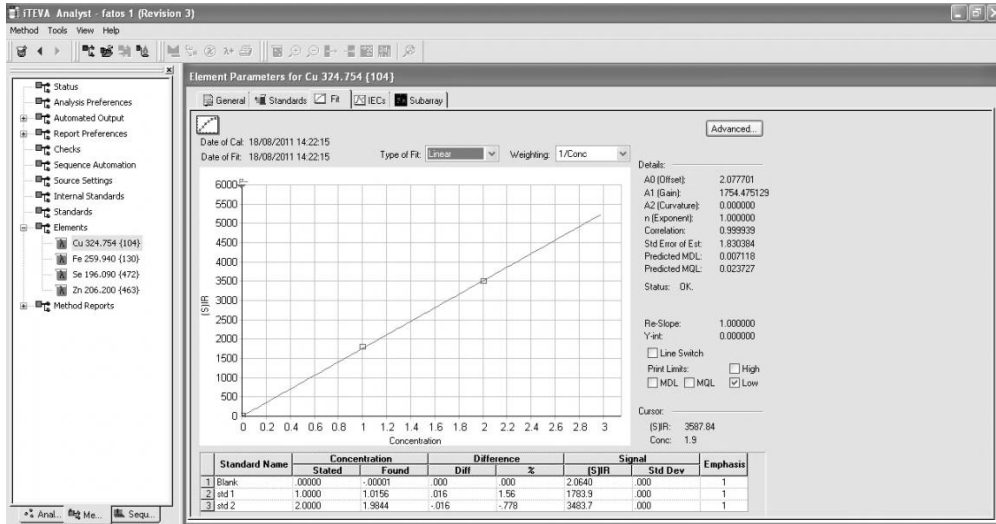 iTEVA Analyst - fatos 1 (Revision 3)
Method Tools View Help
Status
Analysis Preferences
Automated Output
Report Preferences
Checks
Sequence Automation
Source Settings
Internal Standards
Standards
Elements
Cu 324.754 {104}
Fe 259.940 {130}
Se 196.090 {472}
Zn 206.200 {463}
Method Reports
Anal... Me... Sequ...
Element Parameters for Cu 324.754 {104}
General Standards Fit IECs Subarray
Advanced...
Date of Cal: 18/08/2011 14:22:15
Date of Fit: 18/08/2011 14:22:15
Type of Fit: Linear Weighting: 1/Conc
6000
5500
5000
4500
4000
3500
3000
2500
2000
1500
1000
500
0
(S)IR
0 0.2 0.4 0.6 0.8 1 1.2 1.4 1.6 1.8 2 2.2 2.4 2.6 2.8 3
Concentration
Details:
A0 (Offset): 2.077701
A1 (Gain): 1754.475129
A2 (Curvature): 0.000000
n (Exponent): 1.000000
Correlation: 0.999939
Std Error of Est: 1.830384
Predicted MDL: 0.007118
Predicted MQL: 0.023727
Status: OK.
Re-Slope: 1.000000
Y-int: 0.000000
Line Switch
Print Limits: High
MDL MQL Low
Cursor:
(S)IR: 3587.84
Conc: 1.9
Standard Name Concentration Difference Signal Emphasis
Stated Found Diff % (S)IR Std Dev
1 Blank .00000 -.00001 .000 .000 2.0640 .000 1
2 std 1 1.0000 1.0156 .016 1.56 1783.9 .000 1
3 std 2 2.0000 1.9844 -.016 -.778 3483.7 .000 1